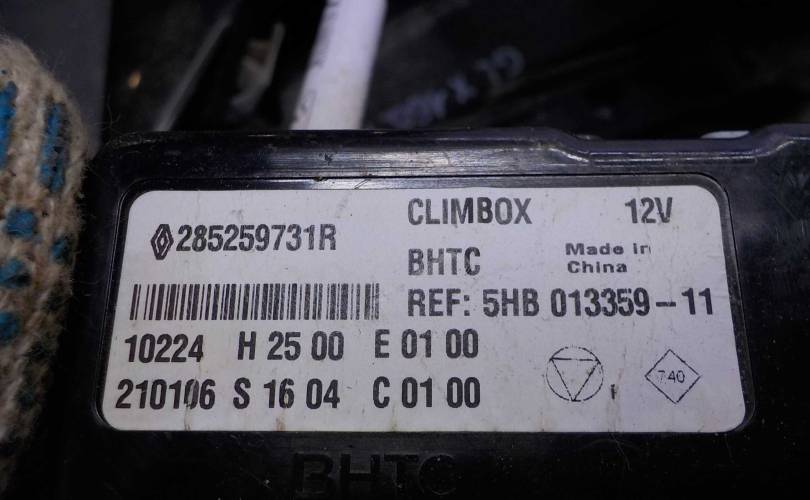 285259731R
CLIMBOX 12V
BHTC
Made in
China
REF: 5HB 013359-11
10224 H 25 00 E 01 00
210106 S 16 04 C 01 00
740
BHTC